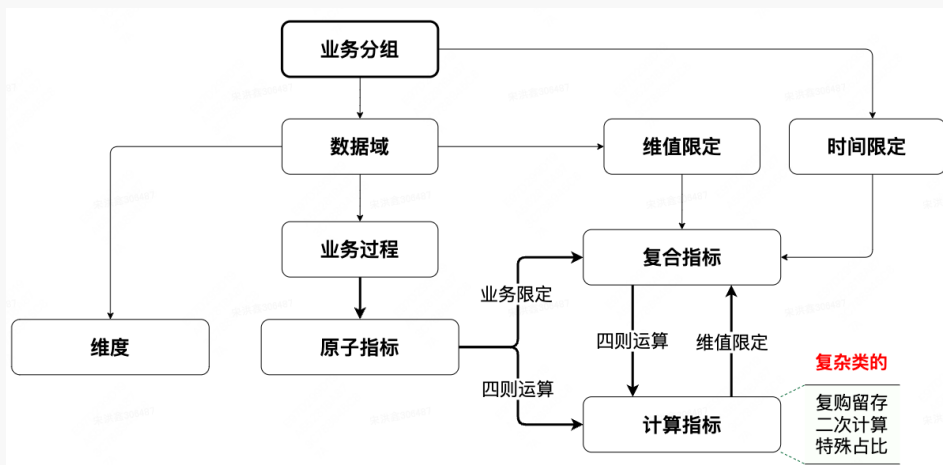 业务分组
数据域
维值限定
时间限定
业务过程
复合指标
业务限定
维度
原子指标
四则运算
维值限定
复杂类的
四则运算
计算指标
复购留存
二次计算
特殊占比